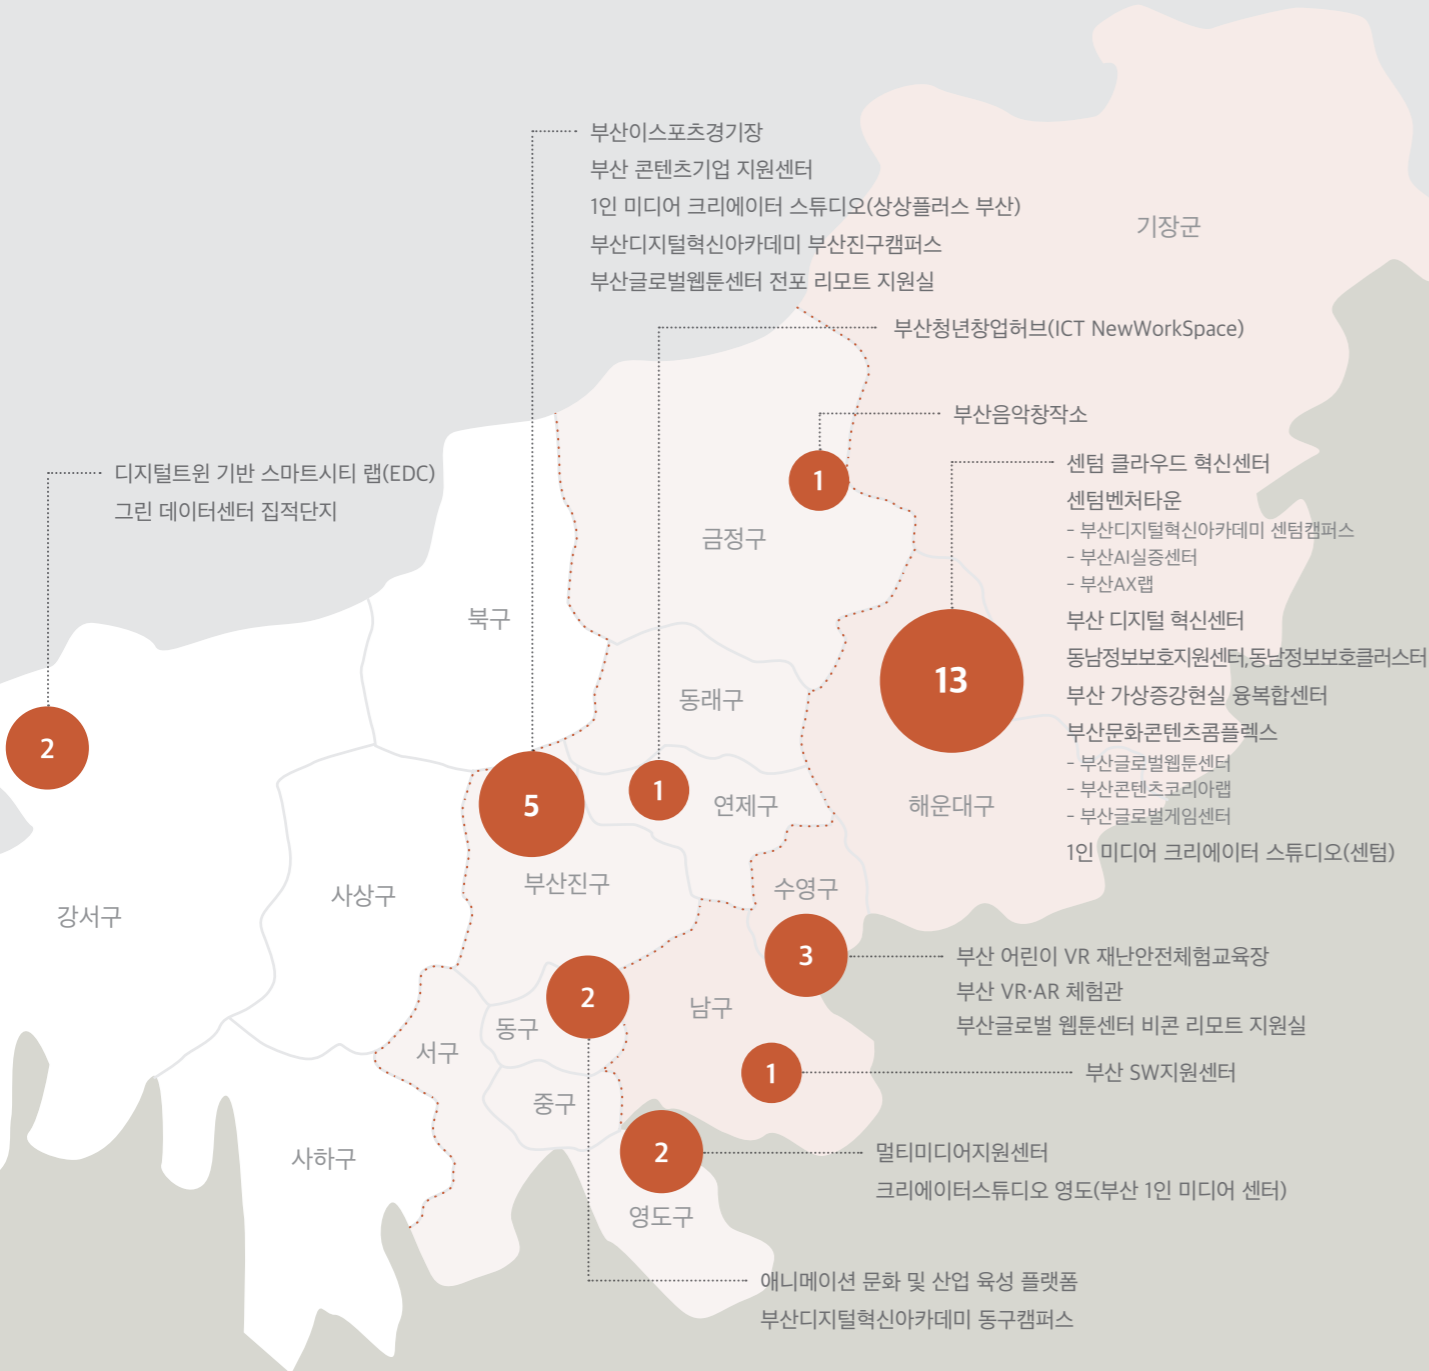 부산이스포츠경기장
부산 콘텐츠기업 지원센터
1인 미디어 크리에이터 스튜디오(상상플러스 부산)
부산디지털혁신아카데미 부산진구캠퍼스
부산글로벌웹툰센터 전포 리모트 지원실
기장군
부산청년창업허브(ICT NewWorkSpace)
부산음악창작소
1
금정구
디지털트윈 기반 스마트시티 랩(EDC)
그린 데이터센터 집적단지
2
북구
센텀 클라우드 혁신센터
센텀벤처타운
- 부산디지털혁신아카데미 센텀캠퍼스
- 부산AI실증센터
- 부산AX랩
부산 디지털 혁신센터
동남정보보호지원센터,동남정보보호클러스터
부산 가상증강현실 융복합센터
부산문화콘텐츠콤플렉스
- 부산글로벌웹툰센터
- 부산콘텐츠코리아랩
- 부산글로벌게임센터
1인 미디어 크리에이터 스튜디오(센텀)
13
해운대구
동래구
1
연제구
5
부산진구
수영구
사상구
강서구
3
부산 어린이 VR 재난안전체험교육장
부산 VR·AR 체험관
부산글로벌 웹툰센터 비콘 리모트 지원실
2
동구
남구
서구
1
부산 SW지원센터
중구
사하구
2
멀티미디어지원센터
크리에이터스튜디오 영도(부산 1인 미디어 센터)
영도구
애니메이션 문화 및 산업 육성 플랫폼
부산디지털혁신아카데미 동구캠퍼스